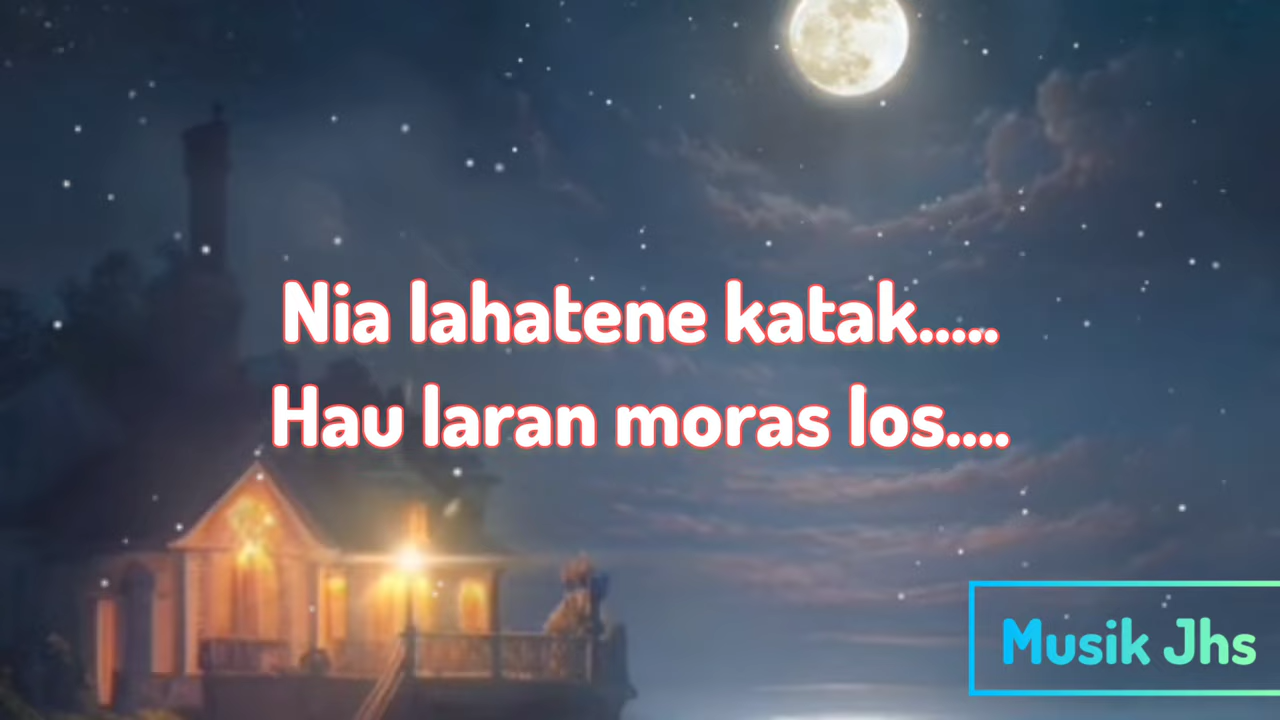 Nia lahatene katak.....
Hau laran moras los....
Musik Jhs